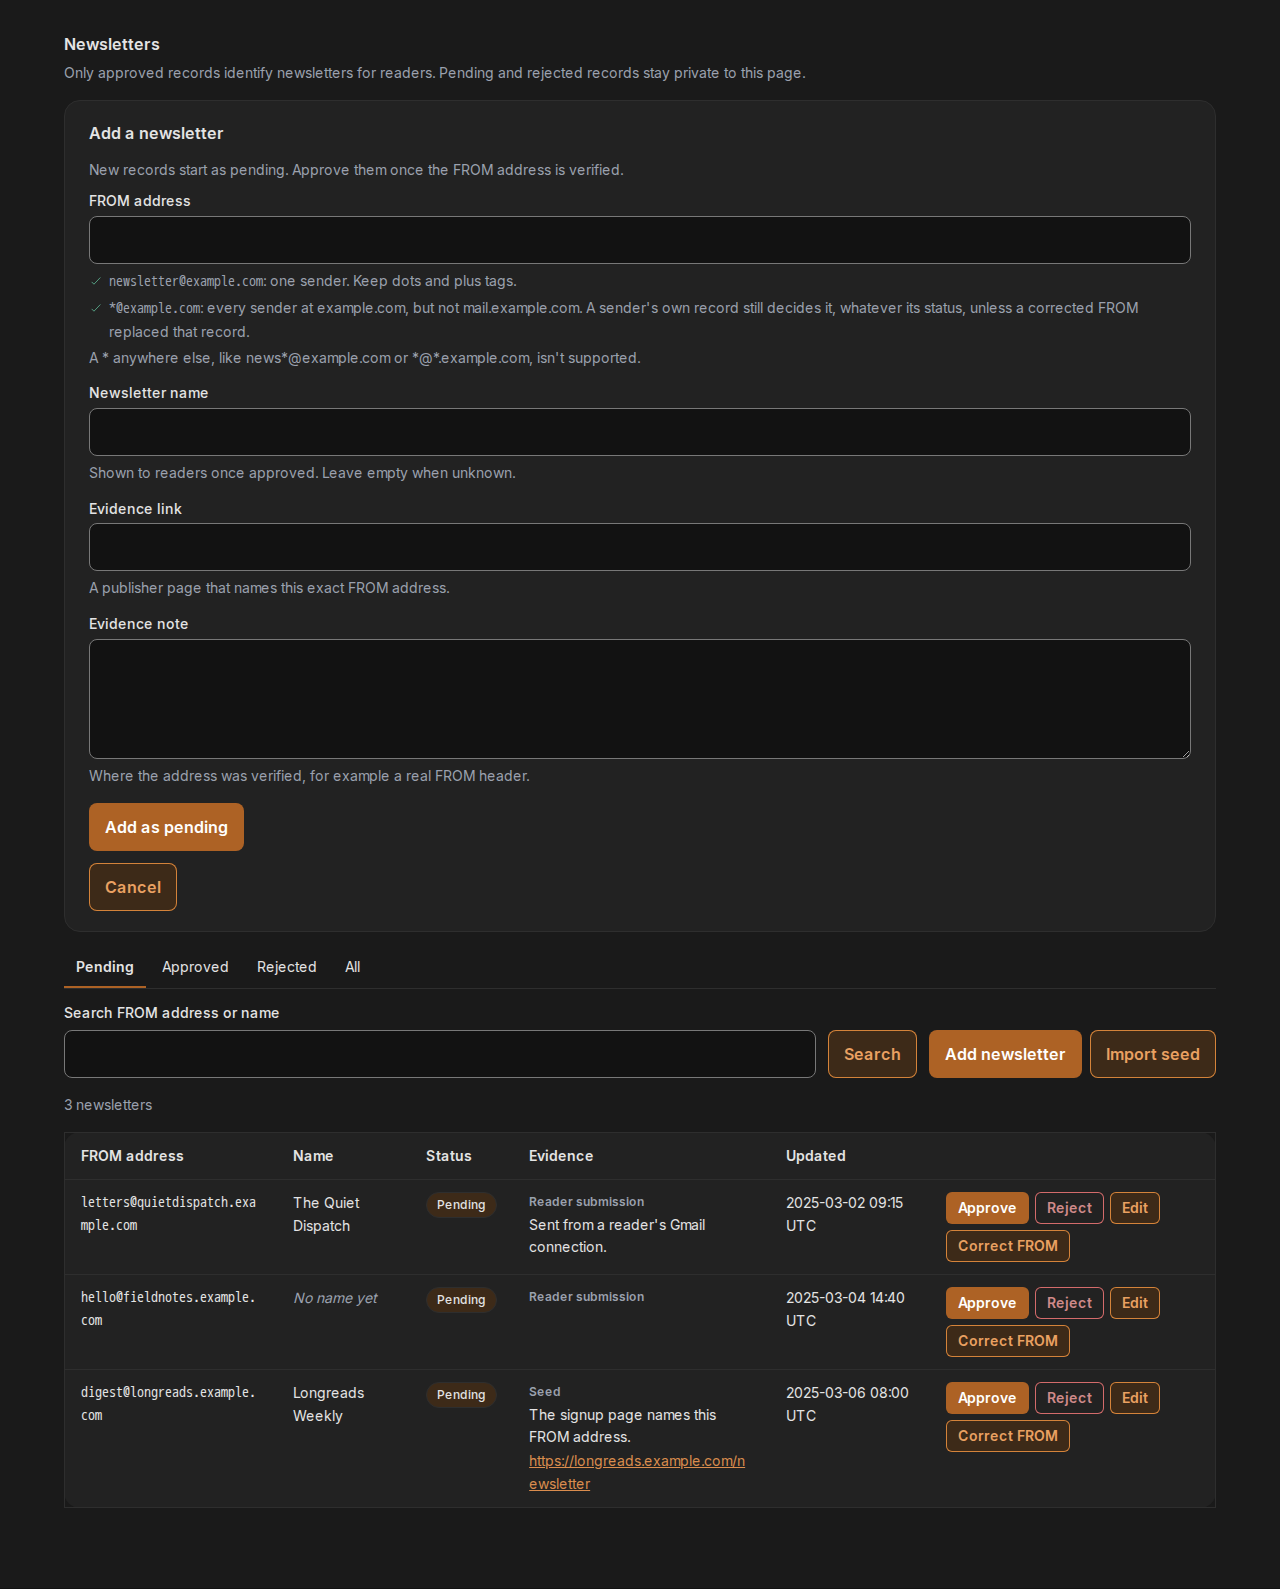 Newsletters
Only approved records identify newsletters for readers. Pending and rejected records stay private to this page.
Add a newsletter
New records start as pending. Approve them once the FROM address is verified.
FROM address
newsletter@example.com: one sender. Keep dots and plus tags.
*@example.com: every sender at example.com, but not mail.example.com. A sender's own record still decides it, whatever its status, unless a corrected FROM
replaced that record.
A * anywhere else, like news*@example.com or *@*.example.com, isn't supported.
Newsletter name
Shown to readers once approved. Leave empty when unknown.
Evidence link
A publisher page that names this exact FROM address.
Evidence note
Where the address was verified, for example a real FROM header.
Add as pending
Cancel
Pending Approved Rejected All
Search FROM address or name
Search Add newsletter Import seed
3 newsletters
FROM address Name Status Evidence Updated
letters@quietdispatch.exa The Quiet Pending Reader submission 2025-03-02 09:15 Approve Reject Edit
mple.com Dispatch Sent from a reader's Gmail UTC
connection. Correct FROM
hello@fieldnotes.example. No name yet Pending Reader submission 2025-03-04 14:40 Approve Reject Edit
com UTC
Correct FROM
digest@longreads.example. Longreads Pending Seed 2025-03-06 08:00 Approve Reject Edit
com Weekly The signup page names this UTC
FROM address. Correct FROM
https://longreads.example.com/n
ewsletter